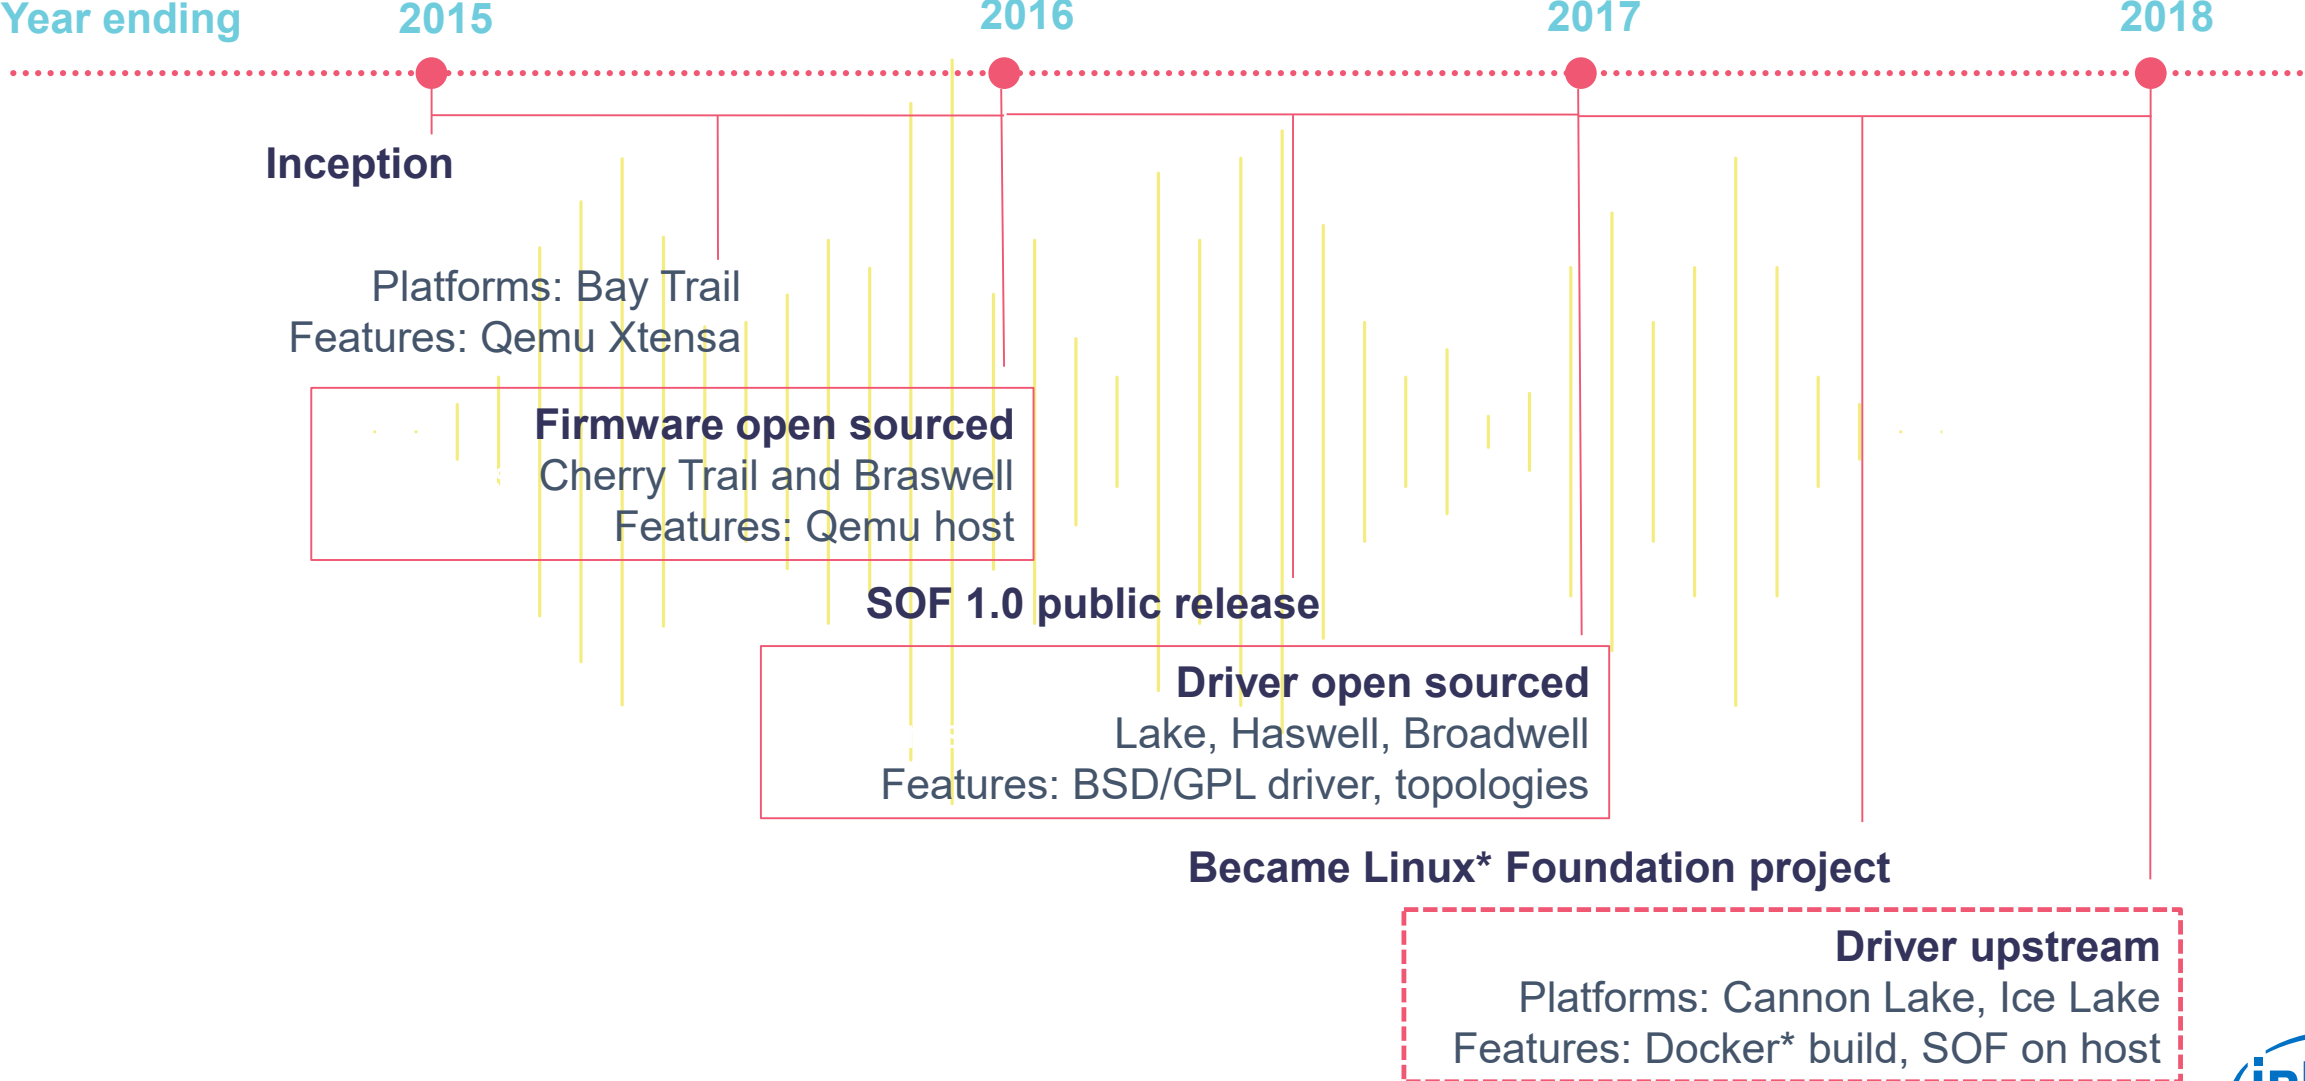 Year ending 2015 2016 2017 2018
Inception
Platforms: Bay Trail
Features: Qemu Xtensa
Firmware open sourced
Cherry Trail and Braswell
Features: Qemu host
SOF 1.0 public release
Driver open sourced
Lake, Haswell, Broadwell
Features: BSD/GPL driver, topologies
Became Linux* Foundation project
Driver upstream
Platforms: Cannon Lake, Ice Lake
Features: Docker* build, SOF on host